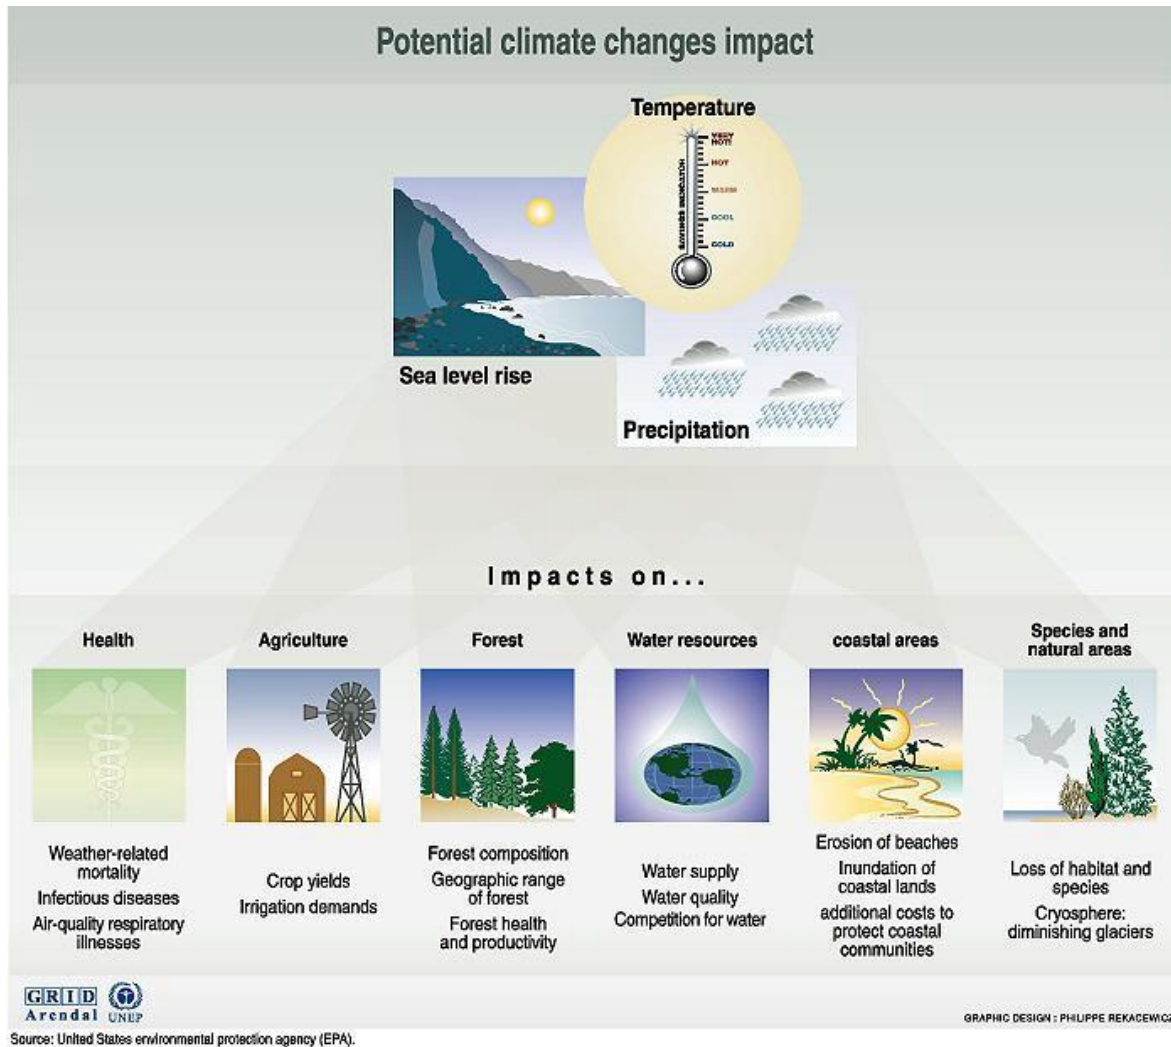 Potential climate changes impact
Temperature
VERY
HOT!
HOT
WARM
COOL
COLD
SAVINGS INDICATOR
Sea level rise
Precipitation
Impacts on...
Health
Agriculture
Forest
Water resources
coastal areas
Species and
natural areas
Weather-related
mortality
Infectious diseases
Air-quality respiratory
illnesses
Crop yields
Irrigation demands
Forest composition
Geographic range
of forest
Forest health
and productivity
Water supply
Water quality
Competition for water
Erosion of beaches
Inundation of
coastal lands
additional costs to
protect coastal
communities
Loss of habitat and
species
Cryosphere:
diminishing glaciers
GRID
Arendal
UNEP
GRAPHIC DESIGN : PHILIPPE REKACEWICZ
Source: United States environmental protection agency (EPA).